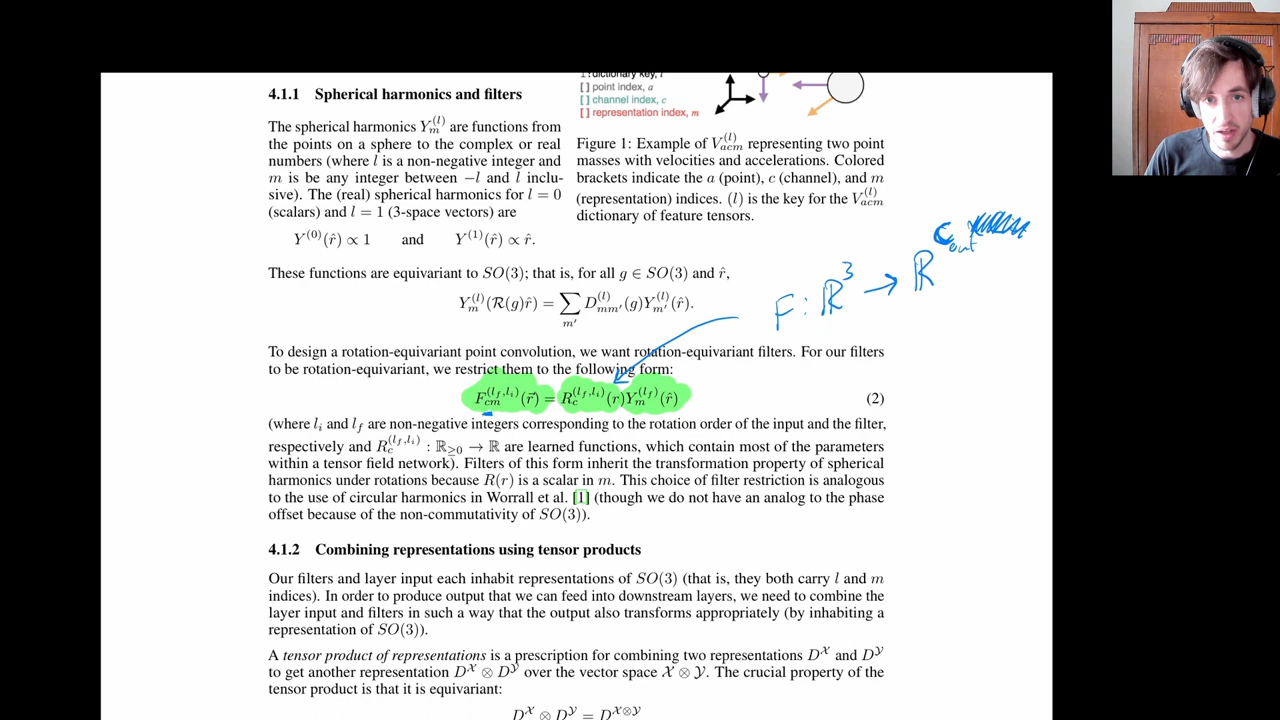 4.1.1 Spherical harmonics and filters
The spherical harmonics Y_m^{(l)} are functions from
the points on a sphere to the complex or real
numbers (where l is a non-negative integer and
m is be any integer between −l and l inclu-
sive). The (real) spherical harmonics for l = 0
(scalars) and l = 1 (3-space vectors) are
Y^{(0)}(r̂) ∝ 1 and Y^{(1)}(r̂) ∝ r̂.
[ ] point index, a
[ ] channel index, c
[ ] representation index, m
Figure 1: Example of V_{acm}^{(l)} representing two point
masses with velocities and accelerations. Colored
brackets indicate the a (point), c (channel), and m
(representation) indices. (l) is the key for the V_{acm}^{(l)}
dictionary of feature tensors.
These functions are equivariant to SO(3); that is, for all g ∈ SO(3) and r̂,
Y_m^{(l)}(R(g)r̂) = ∑_{m'} D_{mm'}^{(l)}(g)Y_{m'}^{(l)}(r̂).
F : ℝ^3 → ℝ^{C_out}
To design a rotation-equivariant point convolution, we want rotation-equivariant filters. For our filters
to be rotation-equivariant, we restrict them to the following form:
F_{cm}^{(l_f,l_i)}(r⃗) = R_c^{(l_f,l_i)}(r)Y_m^{(l_f)}(r̂) (2)
(where l_i and l_f are non-negative integers corresponding to the rotation order of the input and the filter,
respectively and R_c^{(l_f,l_i)} : ℝ_{≥0} → ℝ are learned functions, which contain most of the parameters
within a tensor field network). Filters of this form inherit the transformation property of spherical
harmonics under rotations because R(r) is a scalar in m. This choice of filter restriction is analogous
to the use of circular harmonics in Worrall et al. [1] (though we do not have an analog to the phase
offset because of the non-commutativity of SO(3)).
4.1.2 Combining representations using tensor products
Our filters and layer input each inhabit representations of SO(3) (that is, they both carry l and m
indices). In order to produce output that we can feed into downstream layers, we need to combine the
layer input and filters in such a way that the output also transforms appropriately (by inhabiting a
representation of SO(3)).
A tensor product of representations is a prescription for combining two representations D^X and D^Y
to get another representation D^X ⊗ D^Y over the vector space X ⊗ Y. The crucial property of the
tensor product is that it is equivariant:
D^X ⊗ D^Y = D^{X⊗Y}